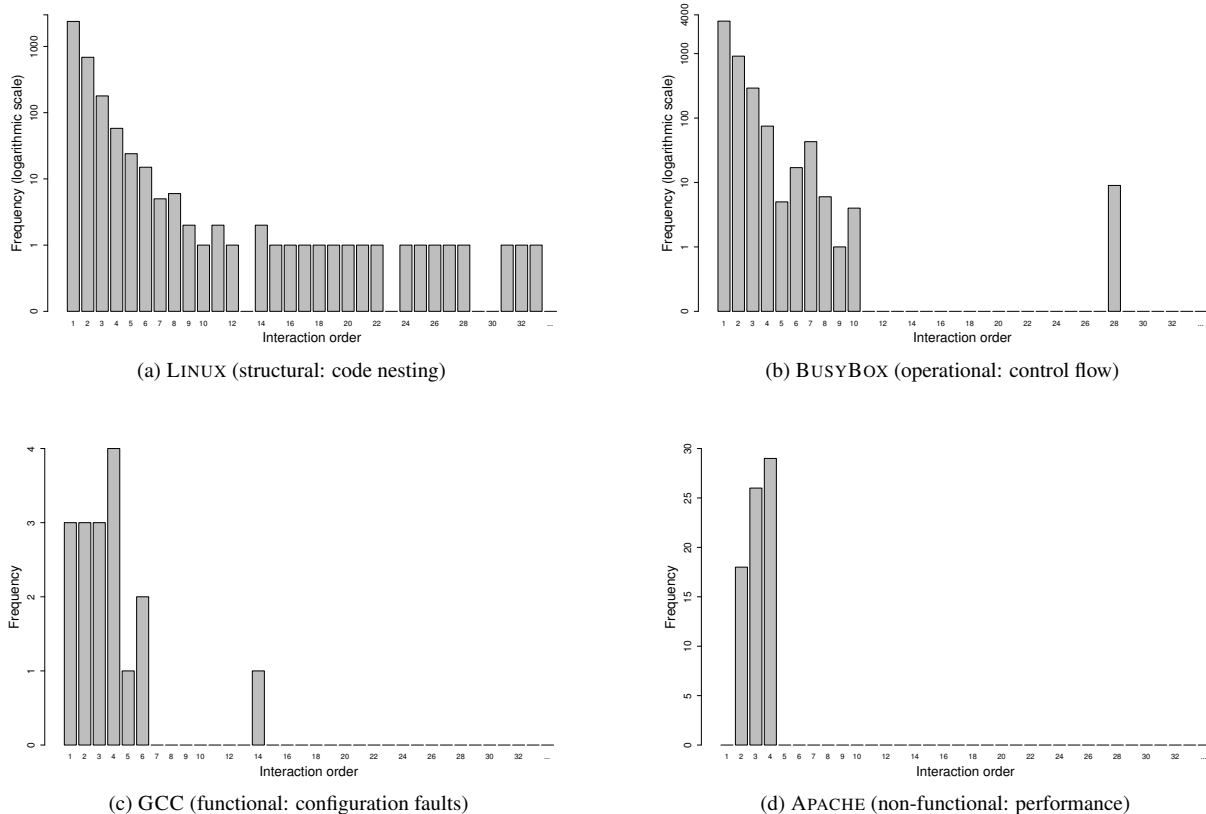 Frequency (logarithmic scale)
0 1 10 100 1000
1 2 3 4 5 6 7 8 9 10 12 14 16 18 20 22 24 26 28 30 32 ...
Interaction order
(a) LINUX (structural: code nesting)
Frequency (logarithmic scale)
0 1 10 100 1000 4000
1 2 3 4 5 6 7 8 9 10 12 14 16 18 20 22 24 26 28 30 32 ...
Interaction order
(b) BUSYBOX (operational: control flow)
Frequency
0 1 2 3 4
1 2 3 4 5 6 7 8 9 10 12 14 16 18 20 22 24 26 28 30 32 ...
Interaction order
(c) GCC (functional: configuration faults)
Frequency
0 5 10 15 20 25 30
1 2 3 4 5 6 7 8 9 10 12 14 16 18 20 22 24 26 28 30 32 ...
Interaction order
(d) APACHE (non-functional: performance)